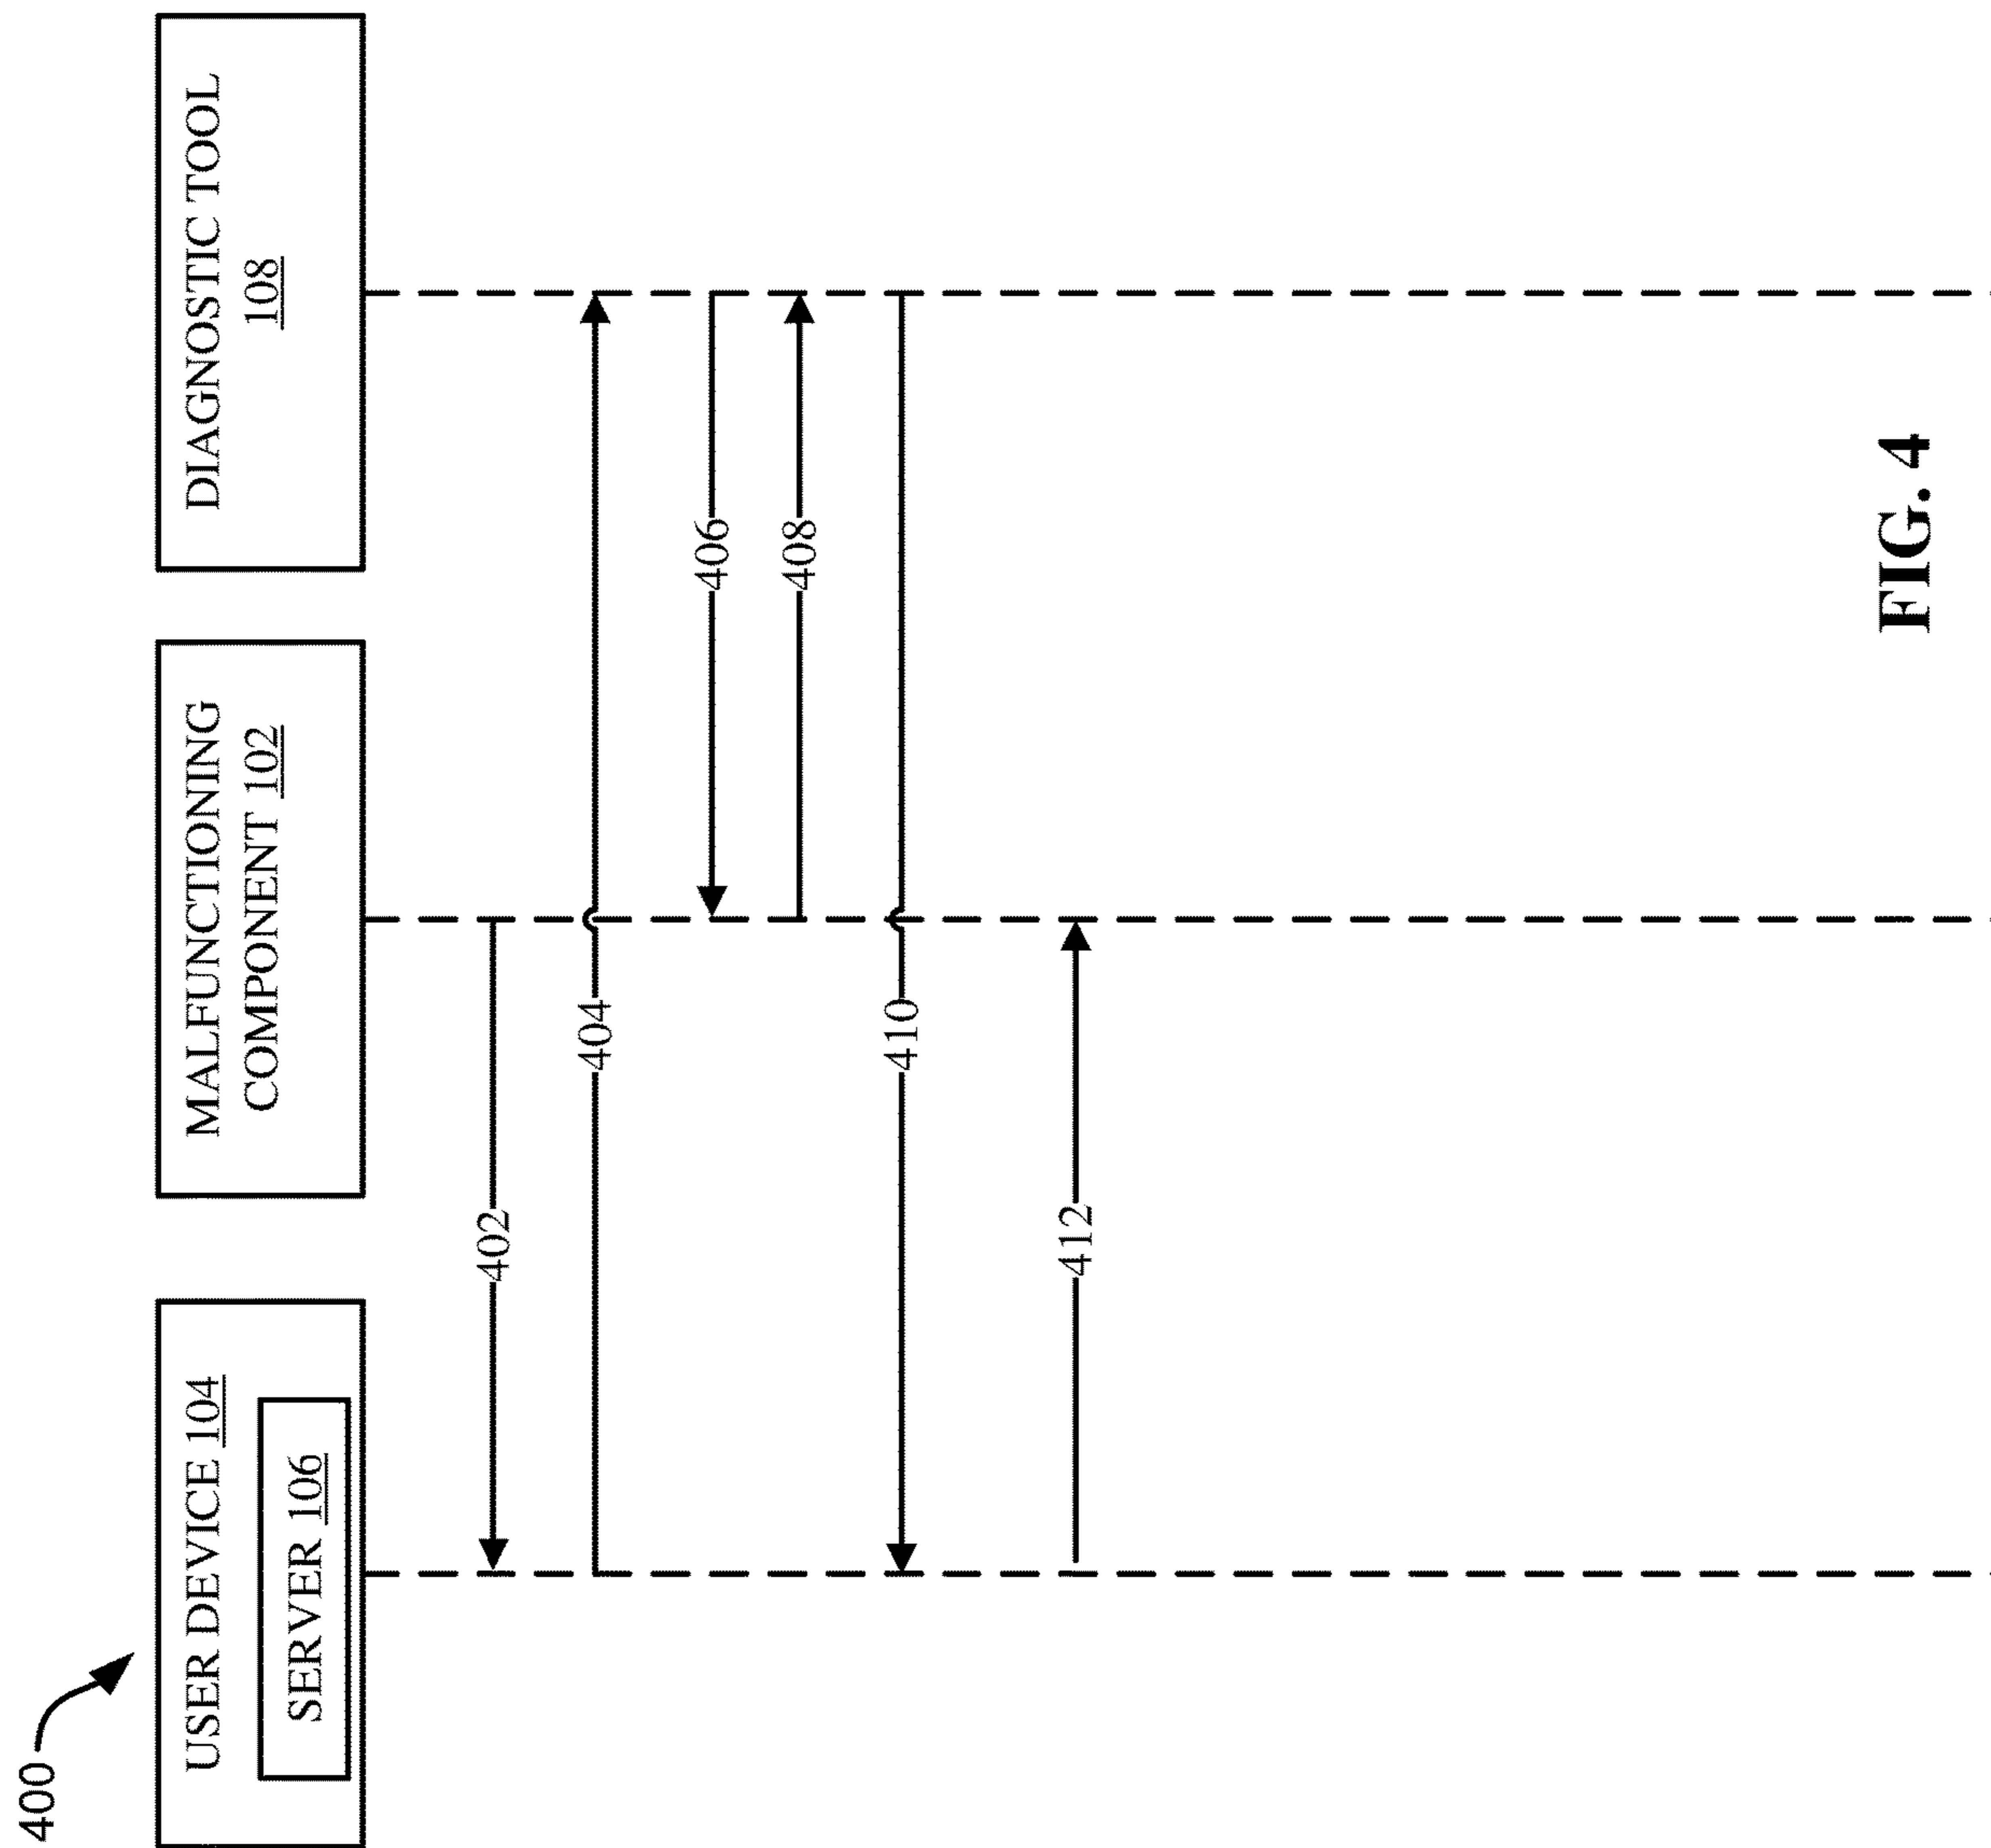 400
USER DEVICE 104
SERVER 106
MALFUNCTIONING
COMPONENT 102
DIAGNOSTIC TOOL
108
402
404
406
408
410
412
FIG. 4